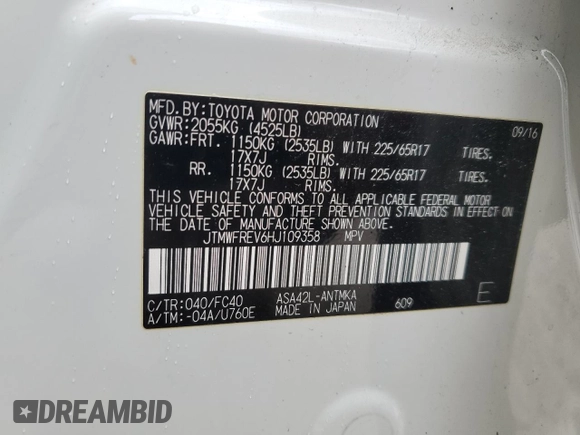 MFD.BY:TOYOTA MOTOR CORPORATION 09/16
GVWR:2055KG (4525LB)
GAWR:FRT. 1150KG (2535LB) WITH 225/65R17 TIRES.
17X7J RIMS.
RR. 1150KG (2535LB) WITH 225/65R17 TIRES.
17X7J RIMS.
THIS VEHICLE CONFORMS TO ALL APPLICABLE FEDERAL MOTOR
VEHICLE SAFETY AND THEFT PREVENTION STANDARDS IN EFFECT ON
THE DATE OF MANUFACTURE SHOWN ABOVE.
JTMWFREV6HJ109358 MPV
C/TR:040/FC40 ASA42L-ANTMKA 609 E
A/TM:-04A/U760E MADE IN JAPAN
DREAMBID